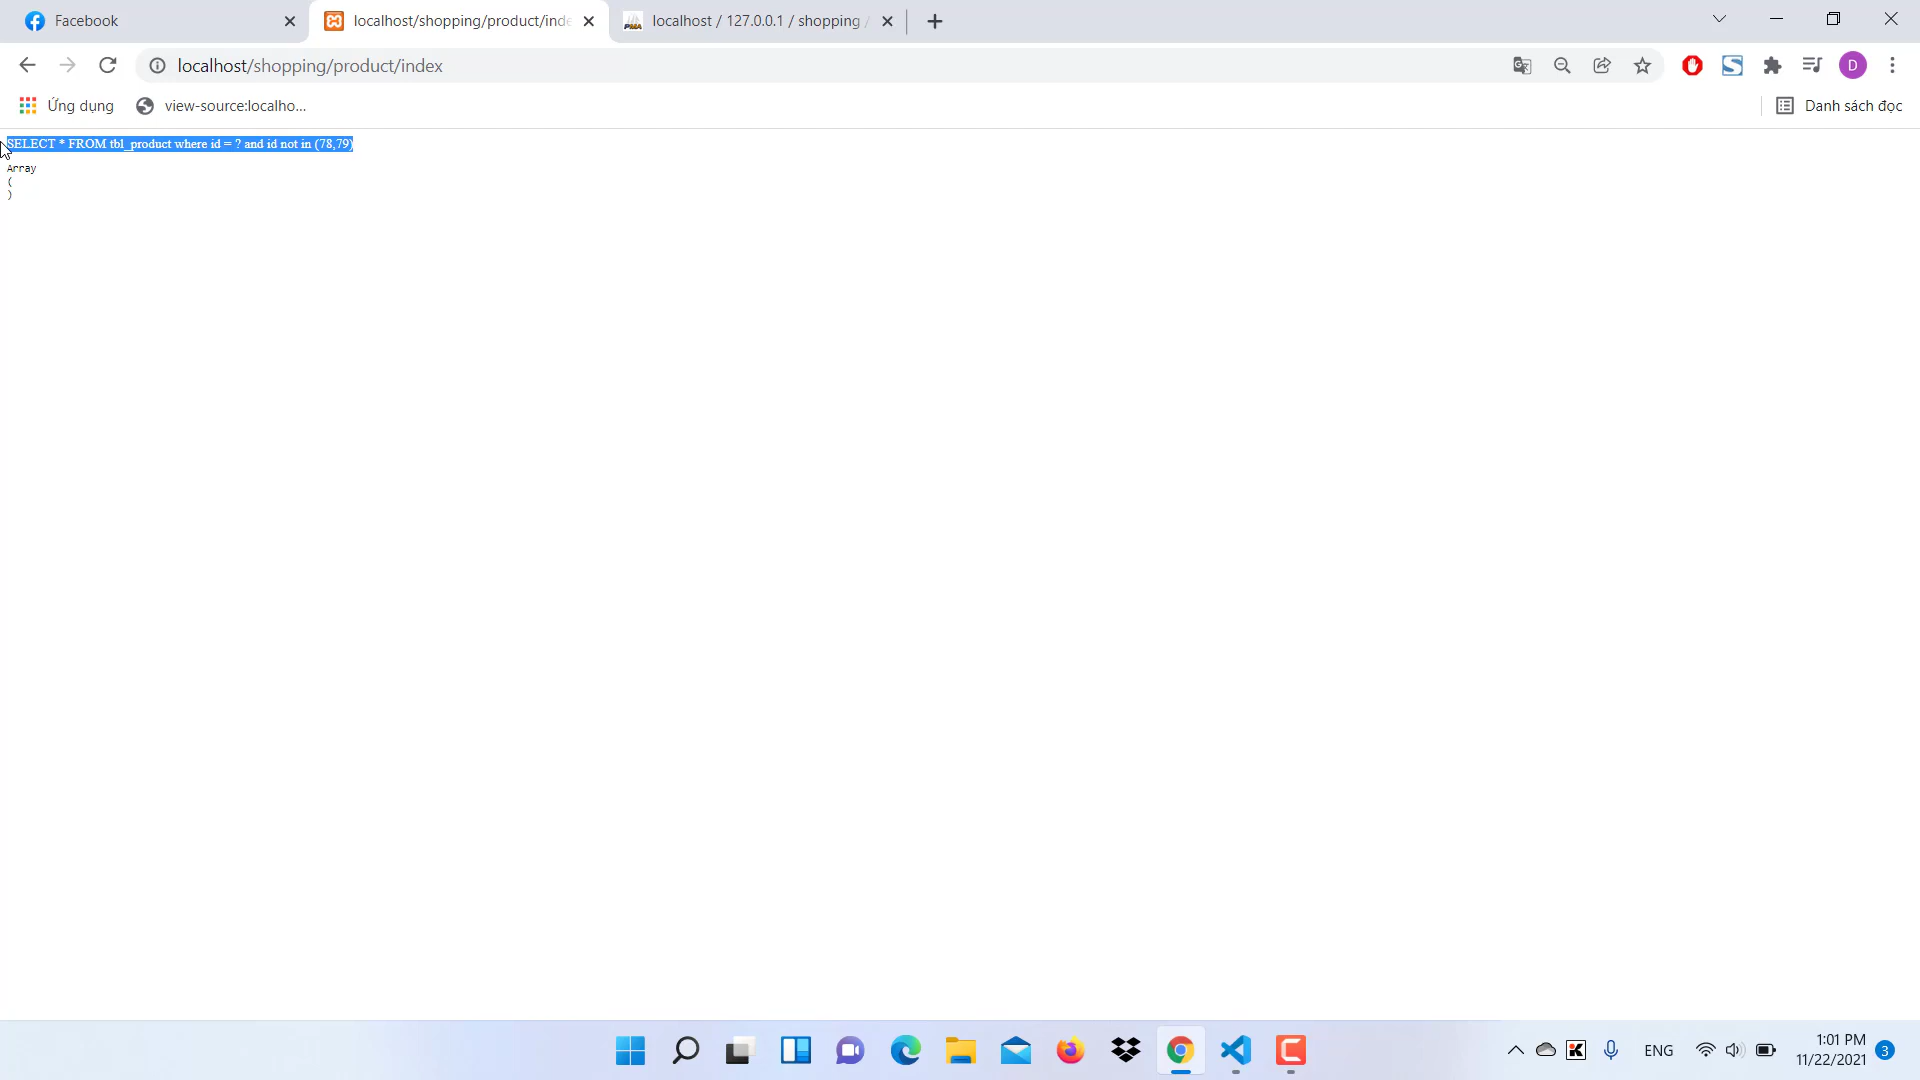 Facebook
localhost/shopping/product/inde
localhost / 127.0.0.1 / shopping /
localhost/shopping/product/index
D
Ứng dụng
view-source:localho...
Danh sách đọc
SELECT * FROM tbl_product where id = ? and id not in (78,79)
Array
(
)
ENG
1:01 PM
11/22/2021
3